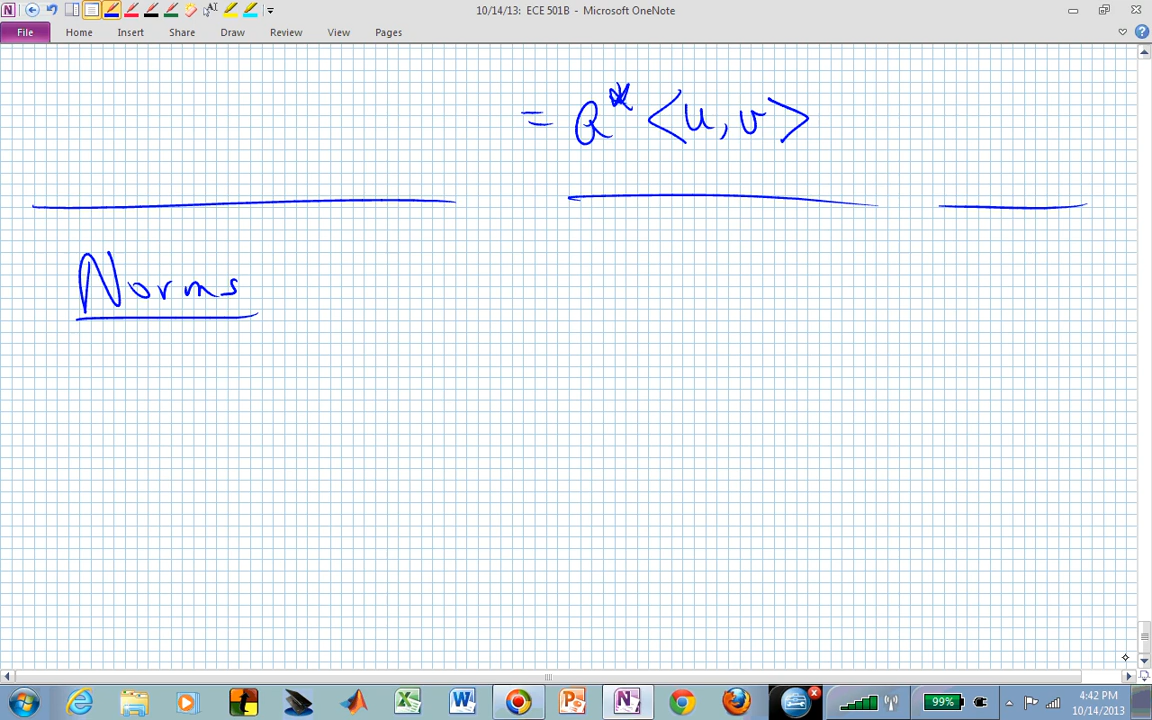 10/14/13: ECE 501B - Microsoft OneNote
File Home Insert Share Draw Review View Pages
= Q* <u, v>
Norms
99%
4:42 PM
10/14/2013